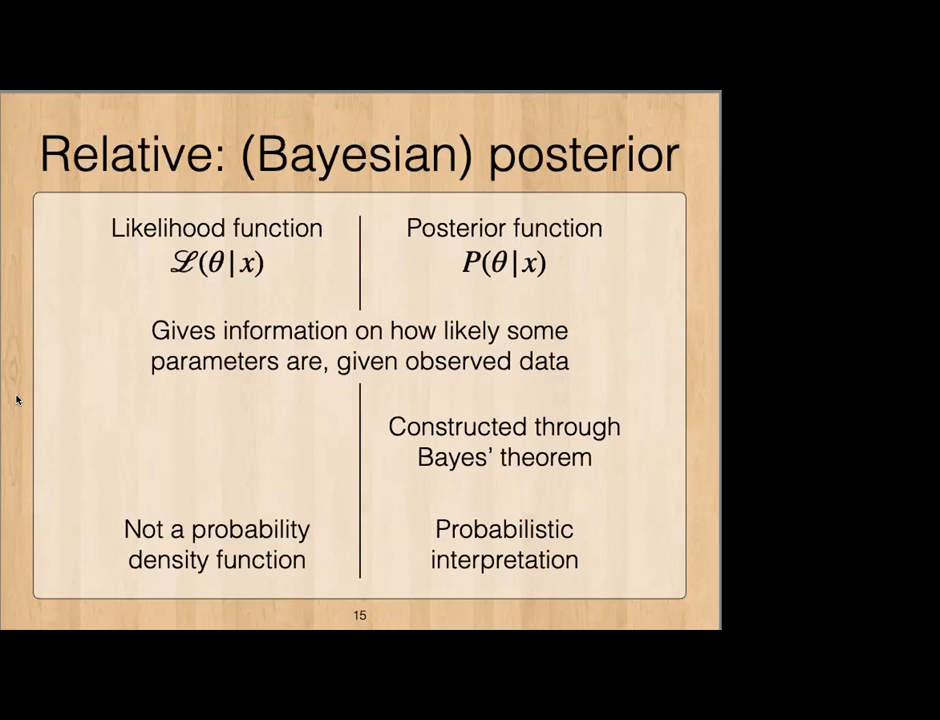 Relative: (Bayesian) posterior
Likelihood function
ℒ(θ|x)
Posterior function
P(θ|x)
Gives information on how likely some
parameters are, given observed data
Constructed through
Bayes’ theorem
Not a probability
density function
Probabilistic
interpretation
15